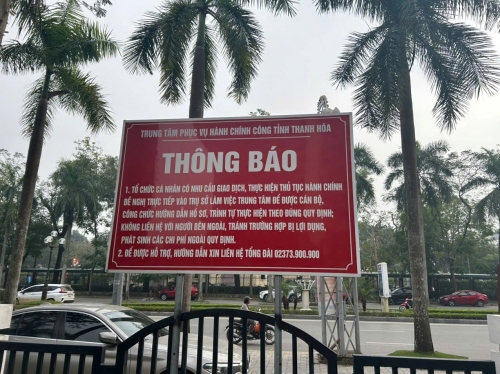 TRUNG TÂM PHỤC VỤ HÀNH CHÍNH CÔNG TỈNH THANH HÓA
THÔNG BÁO
1. TỔ CHỨC CÁ NHÂN CÓ NHU CẦU GIAO DỊCH, THỰC HIỆN THỦ TỤC HÀNH CHÍNH
ĐỀ NGHỊ TRỰC TIẾP VÀO TRỤ SỞ LÀM VIỆC TRUNG TÂM ĐỂ ĐƯỢC CÁN BỘ,
CÔNG CHỨC HƯỚNG DẪN HỒ SƠ, TRÌNH TỰ THỰC HIỆN THEO ĐÚNG QUY ĐỊNH;
KHÔNG LIÊN HỆ VỚI NGƯỜI BÊN NGOÀI, TRÁNH TRƯỜNG HỢP BỊ LỢI DỤNG,
PHÁT SINH CÁC CHI PHÍ NGOÀI QUY ĐỊNH.
2. ĐỂ ĐƯỢC HỖ TRỢ, HƯỚNG DẪN XIN LIÊN HỆ TỔNG ĐÀI 02373.900.900